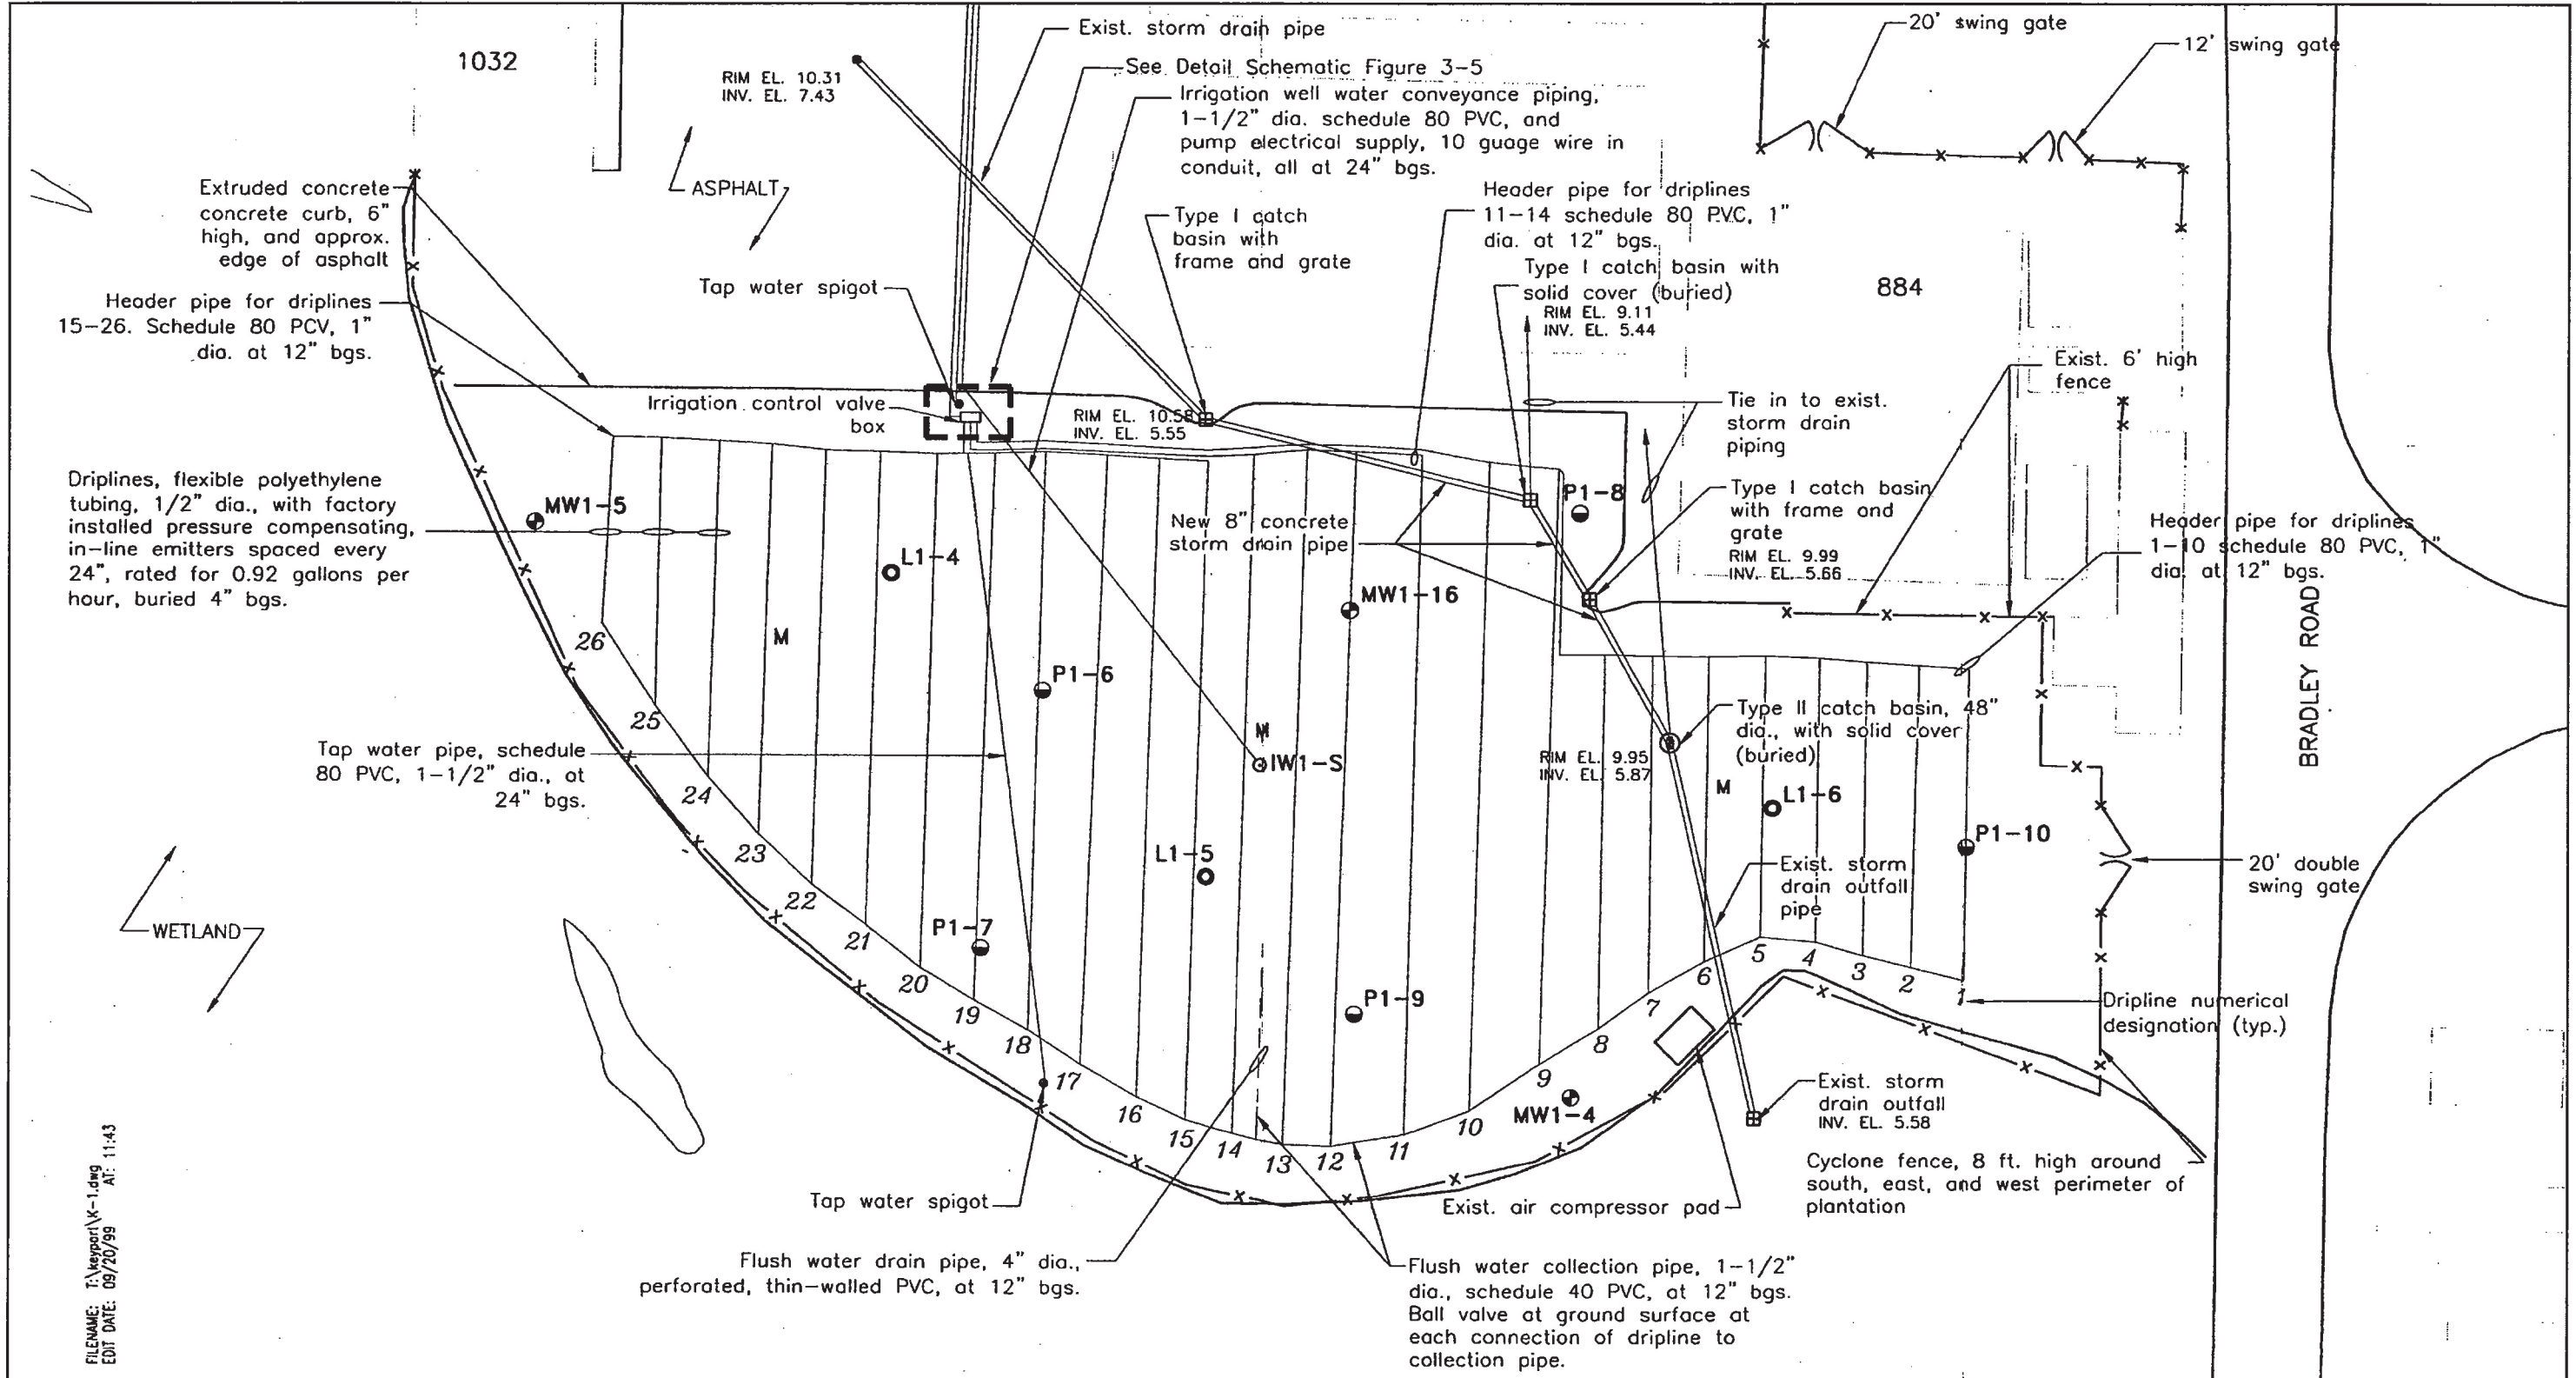 1032
RIM EL. 10.31
INV. EL. 7.43
Exist. storm drain pipe
See Detail Schematic Figure 3-5
Irrigation well water conveyance piping,
1-1/2" dia. schedule 80 PVC, and
pump electrical supply, 10 guage wire in
conduit, all at 24" bgs.
20' swing gate
12' swing gate
ASPHALT
Extruded concrete
concrete curb, 6"
high, and approx.
edge of asphalt
Header pipe for driplines
15-26. Schedule 80 PCV, 1"
dia. at 12" bgs.
Tap water spigot
Type I catch
basin with
frame and grate
Header pipe for driplines
11-14 schedule 80 PVC, 1"
dia. at 12" bgs.
Type I catch basin with
solid cover (buried)
RIM EL. 9.11
INV. EL. 5.44
884
Exist. 6' high
fence
Irrigation control valve
box
RIM EL. 10.58
INV. EL. 5.55
Tie in to exist.
storm drain
piping
Driplines, flexible polyethylene
tubing, 1/2" dia., with factory
installed pressure compensating,
in-line emitters spaced every
24", rated for 0.92 gallons per
hour, buried 4" bgs.
MW1-5
L1-4
New 8" concrete
storm drain pipe
P1-8
Type I catch basin
with frame and
grate
RIM EL. 9.99
INV. EL. 5.66
Header pipe for driplines
1-10 schedule 80 PVC, 1"
dia. at 12" bgs.
MW1-16
M
26
P1-6
BRADLEY ROAD
25
Tap water pipe, schedule
80 PVC, 1-1/2" dia., at
24" bgs.
M
IW1-S
Type II catch basin, 48"
dia., with solid cover
(buried)
RIM EL. 9.95
INV. EL. 5.87
M
L1-6
24
23
L1-5
P1-10
Exist. storm
drain outfall
pipe
20' double
swing gate
WETLAND
22
21
P1-7
20
19
18
17
16
15
14
13
12
11
10
9
8
7
6
5
4
3
2
1
P1-9
Dripline numerical
designation (typ.)
MW1-4
Exist. storm
drain outfall
INV. EL. 5.58
Tap water spigot
Exist. air compressor pad
Cyclone fence, 8 ft. high around
south, east, and west perimeter of
plantation
Flush water drain pipe, 4" dia.,
perforated, thin-walled PVC, at 12" bgs.
Flush water collection pipe, 1-1/2"
dia., schedule 40 PVC, at 12" bgs.
Ball valve at ground surface at
each connection of dripline to
collection pipe.
FILENAME: T:\keyport\K-1.dwg
EDIT DATE: 09/20/99 AT: 11:43